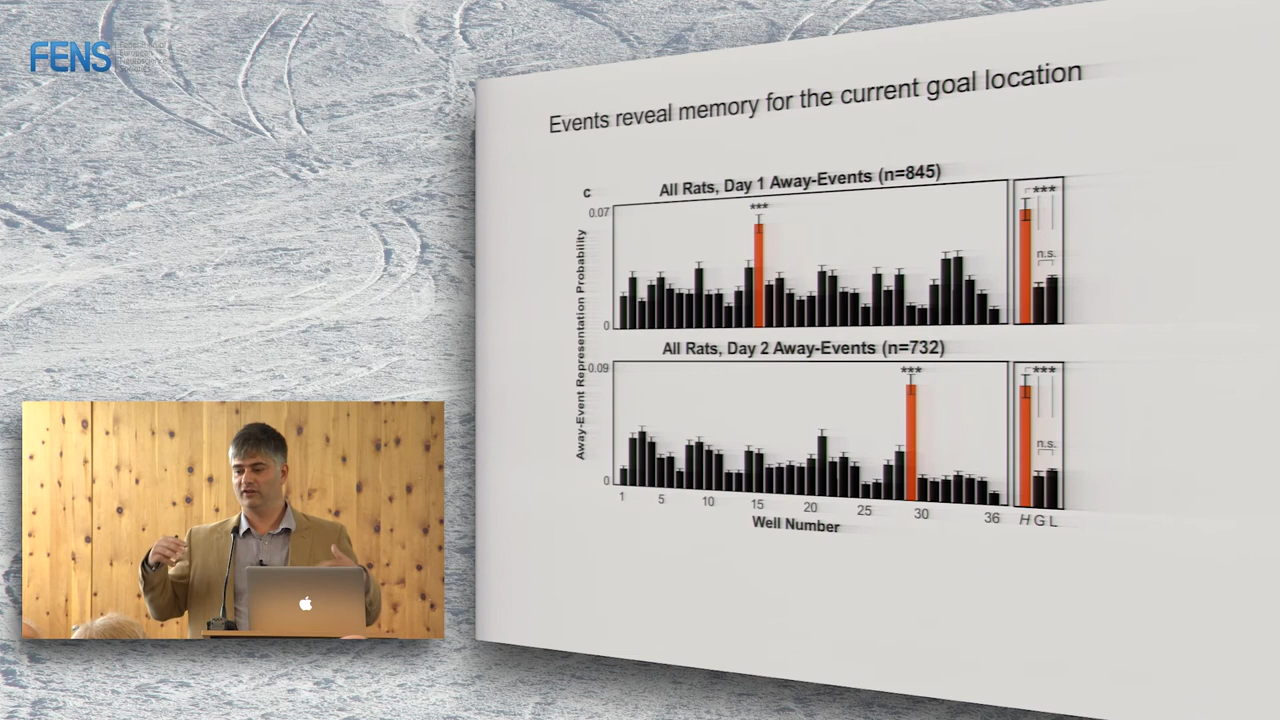 FENS
Events reveal memory for the current goal location
c
All Rats, Day 1 Away-Events (n=845)
0.07
***
***
n.s.
0
Away-Event Representation Probability
All Rats, Day 2 Away-Events (n=732)
0.09
***
***
n.s.
0
1 5 10 15 20 25 30 36 H G L
Well Number